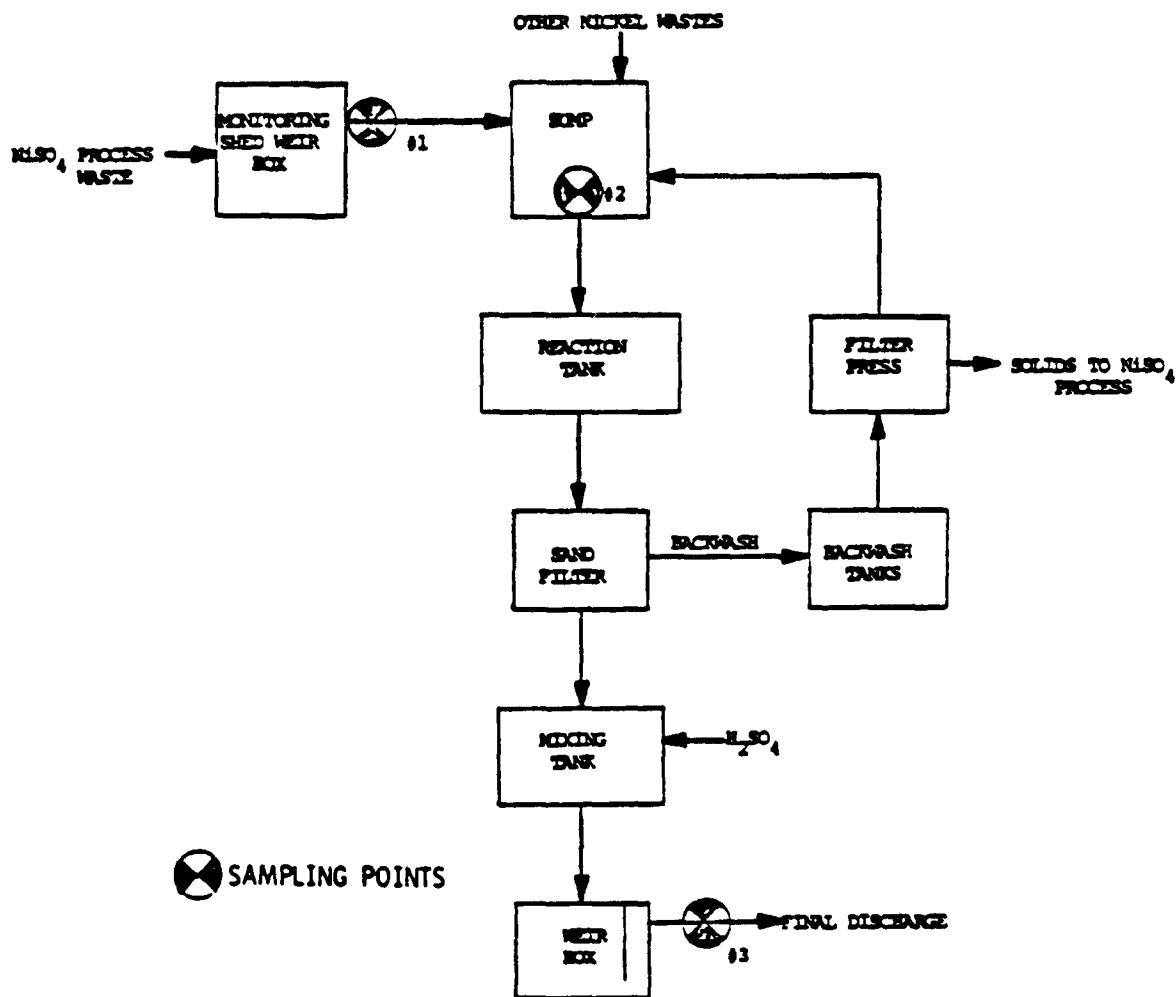 OTHER NICKEL WASTES
MONITORING
SHED WEIR
BOX
#1
SUMP
NiSO4 PROCESS
WASTE
#2
REACTION
TANK
FILTER
PRESS
SOLIDS TO NiSO4
PROCESS
SAND
FILTER
BACKWASH
BACKWASH
TANKS
MIXING
TANK
H2SO4
SAMPLING POINTS
WEIR
BOX
#3
FINAL DISCHARGE